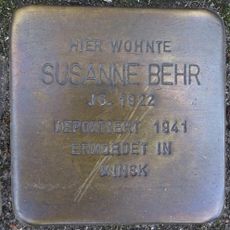 HIER WOHNTE
SUSANNE BEHR
JG. 1922
DEPORTIERT 1941
ERMORDET IN
MINSK